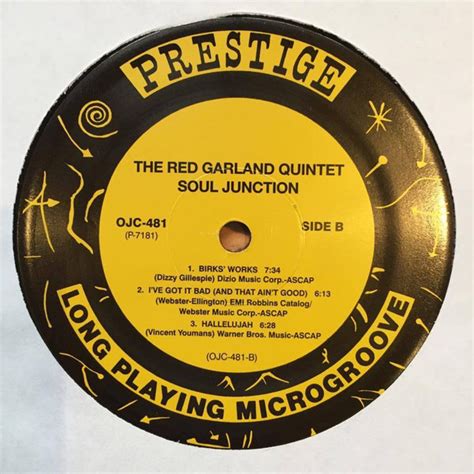 PRESTIGE
THE RED GARLAND QUINTET
SOUL JUNCTION
OJC-481
(P-7181)
SIDE B
1. BIRKS' WORKS 7:34
(Dizzy Gillespie) Dizio Music Corp.-ASCAP
2. I'VE GOT IT BAD (AND THAT AIN'T GOOD) 6:13
(Webster-Ellington) EMI Robbins Catalog/
Webster Music Corp.-ASCAP
3. HALLELUJAH 6:28
(Vincent Youmans) Warner Bros. Music-ASCAP
(OJC-481-B)
LONG PLAYING MICROGROOVE